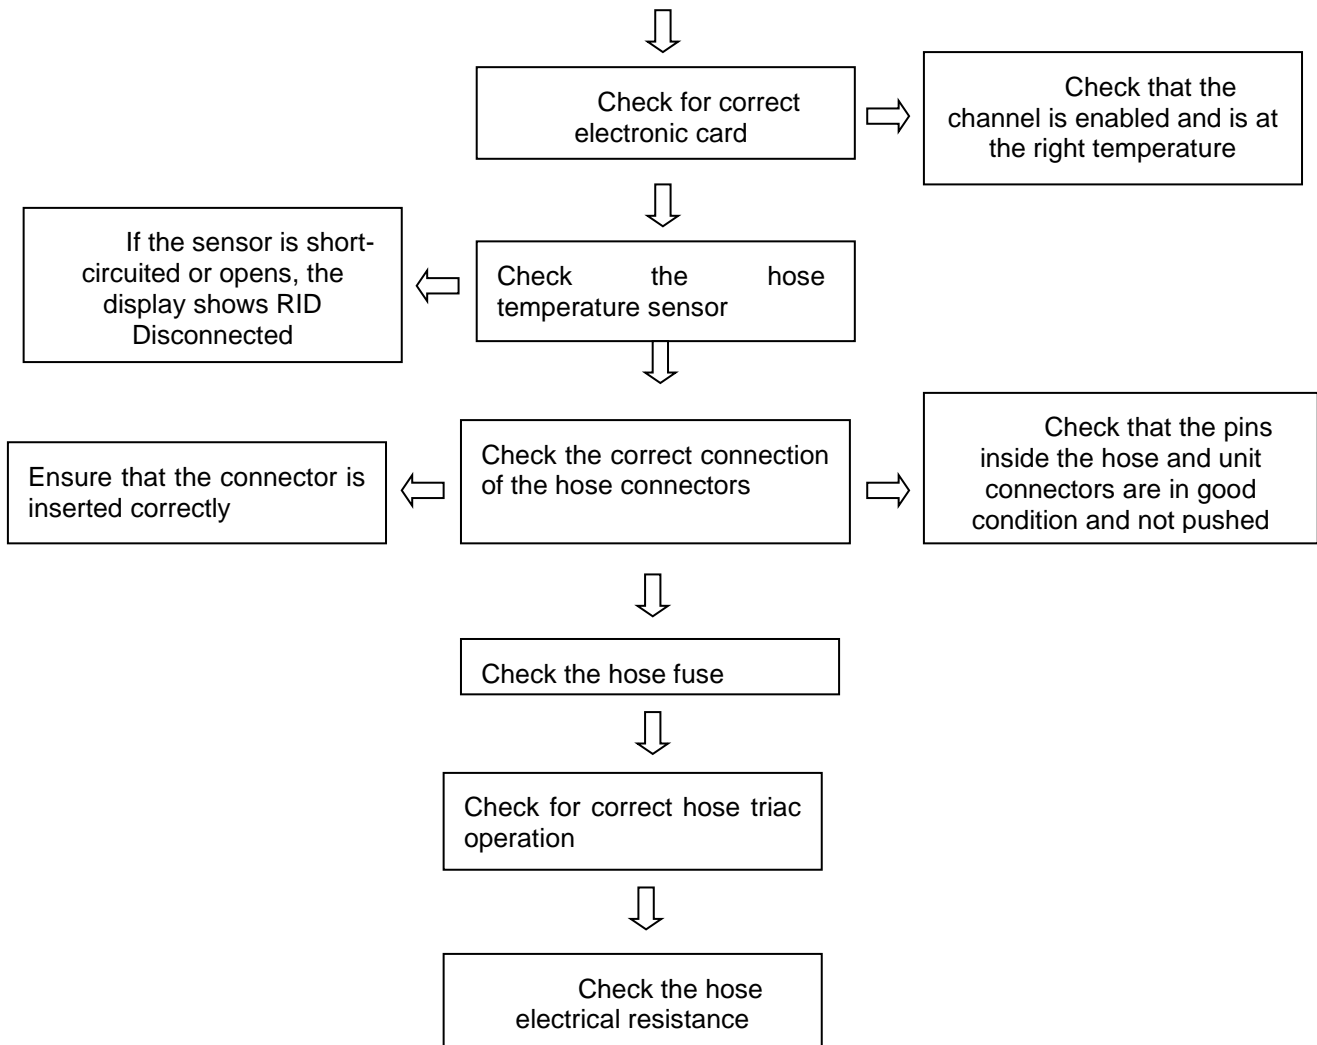 Check for correct
electronic card
Check that the
channel is enabled and is at
the right temperature
If the sensor is short-
circuited or opens, the
display shows RID
Disconnected
Check the hose
temperature sensor
Ensure that the connector is
inserted correctly
Check the correct connection
of the hose connectors
Check that the pins
inside the hose and unit
connectors are in good
condition and not pushed
Check the hose fuse
Check for correct hose triac
operation
Check the hose
electrical resistance